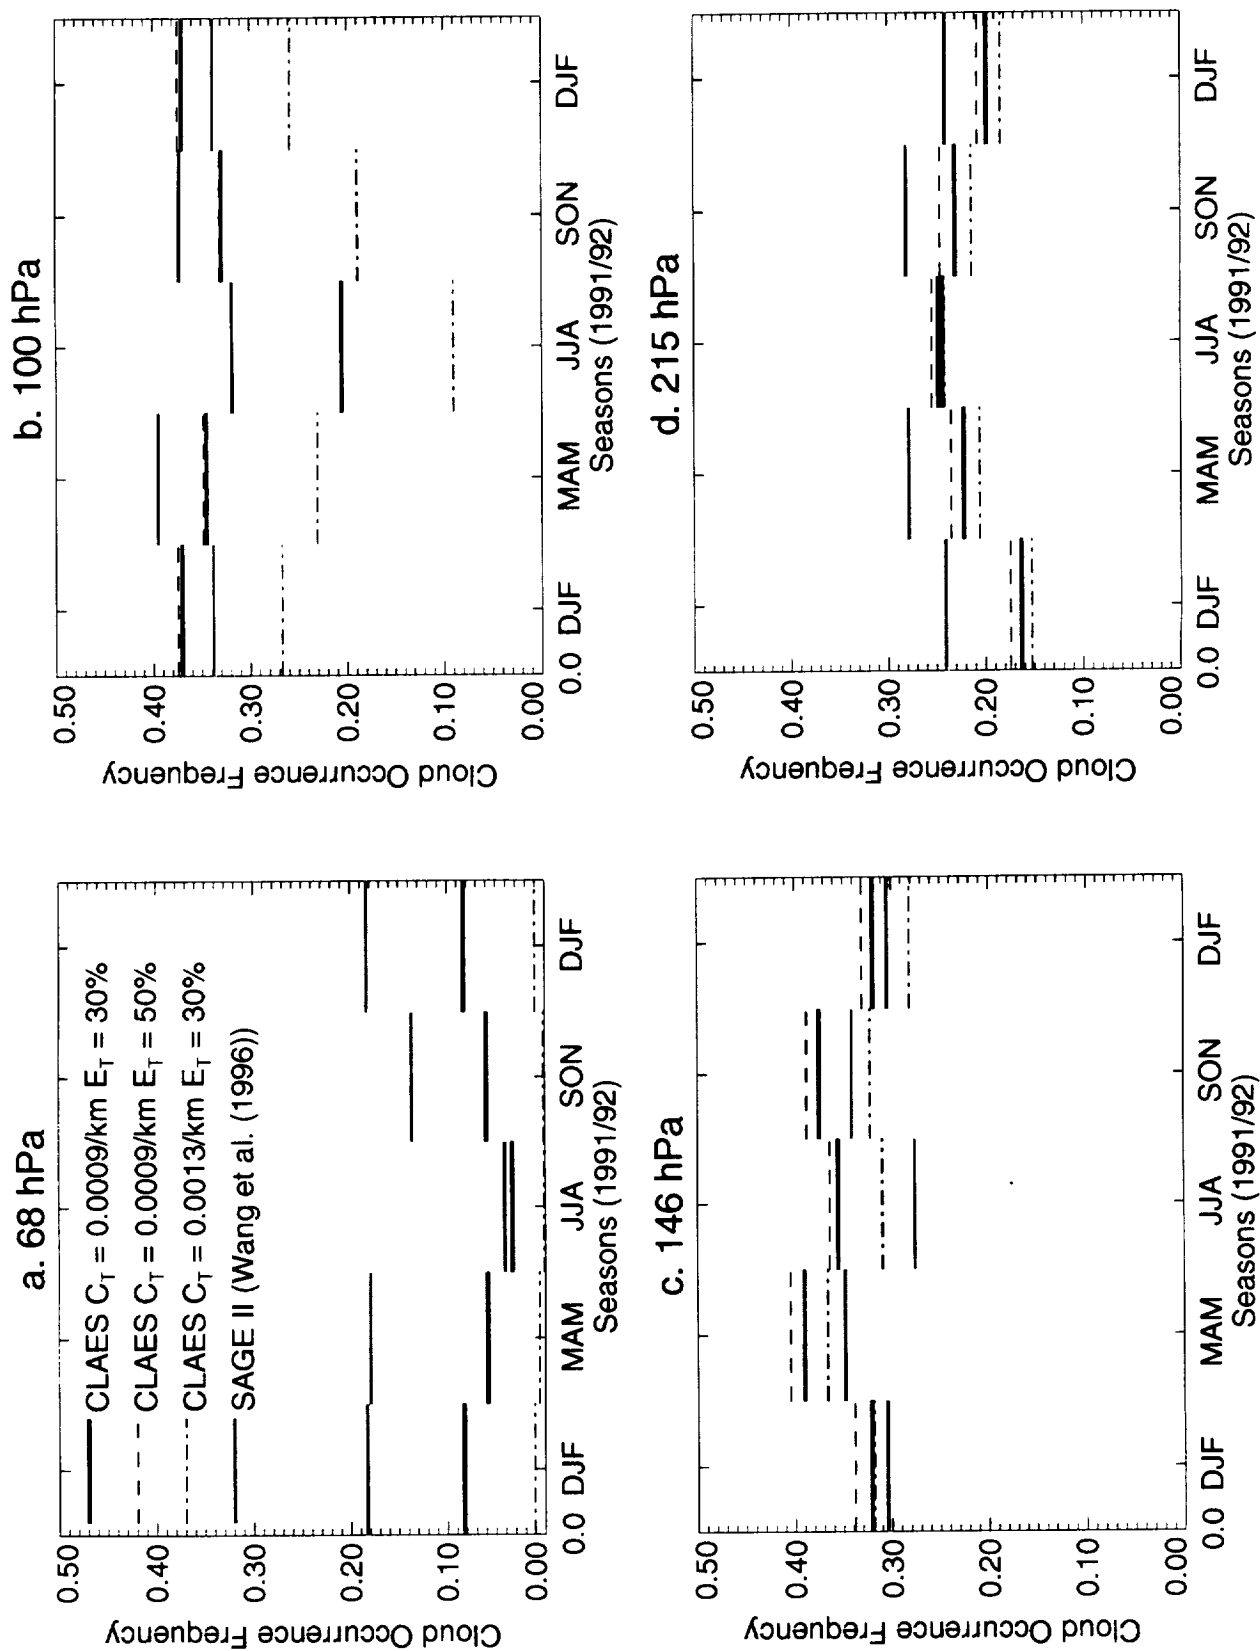 a. 68 hPa
Cloud Occurrence Frequency
0.50
0.40
0.30
0.20
0.10
0.00
CLAES C_T = 0.0009/km E_T = 30%
CLAES C_T = 0.0009/km E_T = 50%
CLAES C_T = 0.0013/km E_T = 30%
SAGE II (Wang et al. (1996))
0.0 DJF MAM JJA SON DJF
Seasons (1991/92)
b. 100 hPa
Cloud Occurrence Frequency
0.50
0.40
0.30
0.20
0.10
0.00
0.0 DJF MAM JJA SON DJF
Seasons (1991/92)
c. 146 hPa
Cloud Occurrence Frequency
0.50
0.40
0.30
0.20
0.10
0.00
0.0 DJF MAM JJA SON DJF
Seasons (1991/92)
d. 215 hPa
Cloud Occurrence Frequency
0.50
0.40
0.30
0.20
0.10
0.00
0.0 DJF MAM JJA SON DJF
Seasons (1991/92)